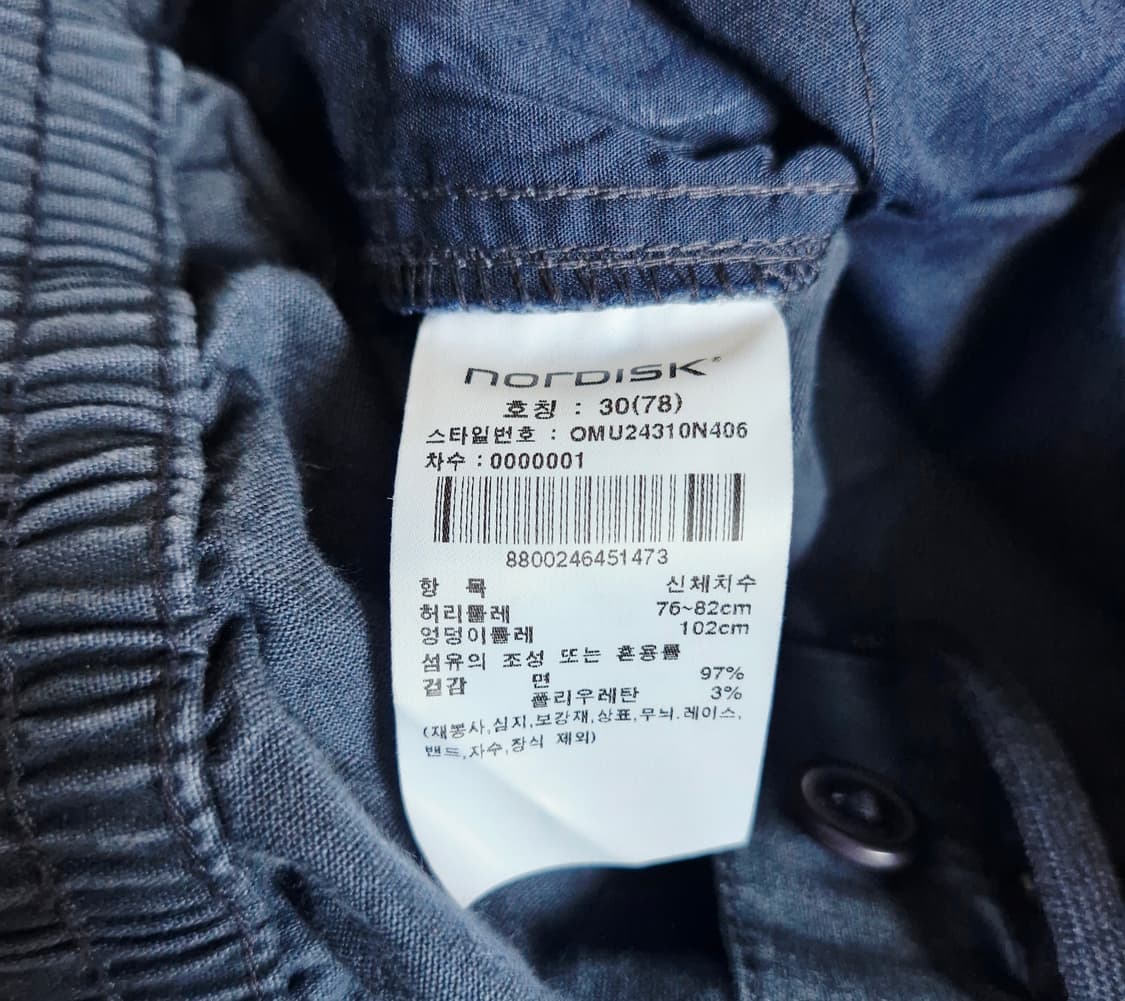 norDISK
호칭 : 30(78)
스타일번호 : OMU24310N406
차수 : 0000001
8800246451473
항 목 신체치수
허리둘레 76~82cm
엉덩이둘레 102cm
섬유의 조성 또는 혼용률
겉감 면 97%
폴리우레탄 3%
(재봉사,심지,보강재,상표,무늬.레이스,
밴드,자수,장식 제외)